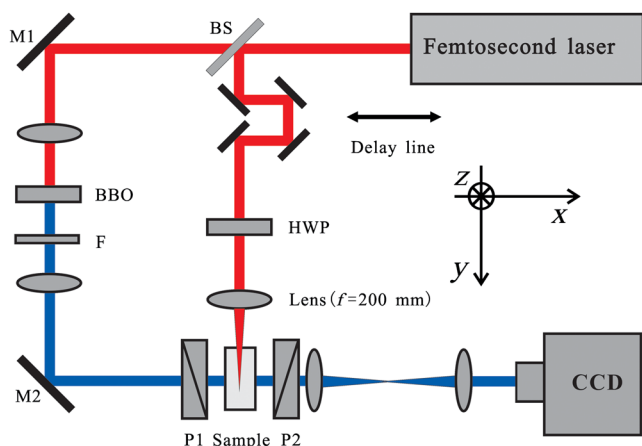 M1
BS
Femtosecond laser
Delay line
BBO
z
x
HWP
F
y
Lens(f=200 mm)
CCD
M2
P1 Sample P2